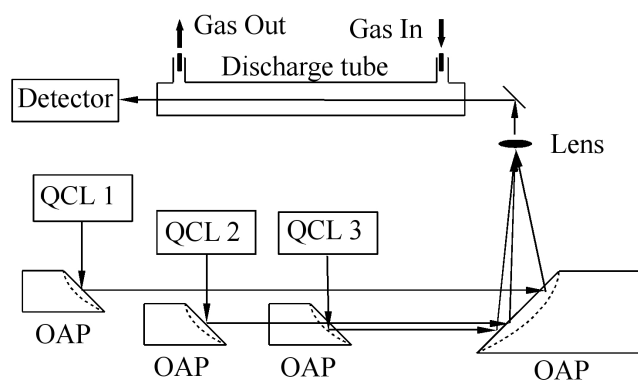 Gas Out
Gas In
Discharge tube
Detector
Lens
QCL 1
QCL 2
QCL 3
OAP
OAP
OAP
OAP